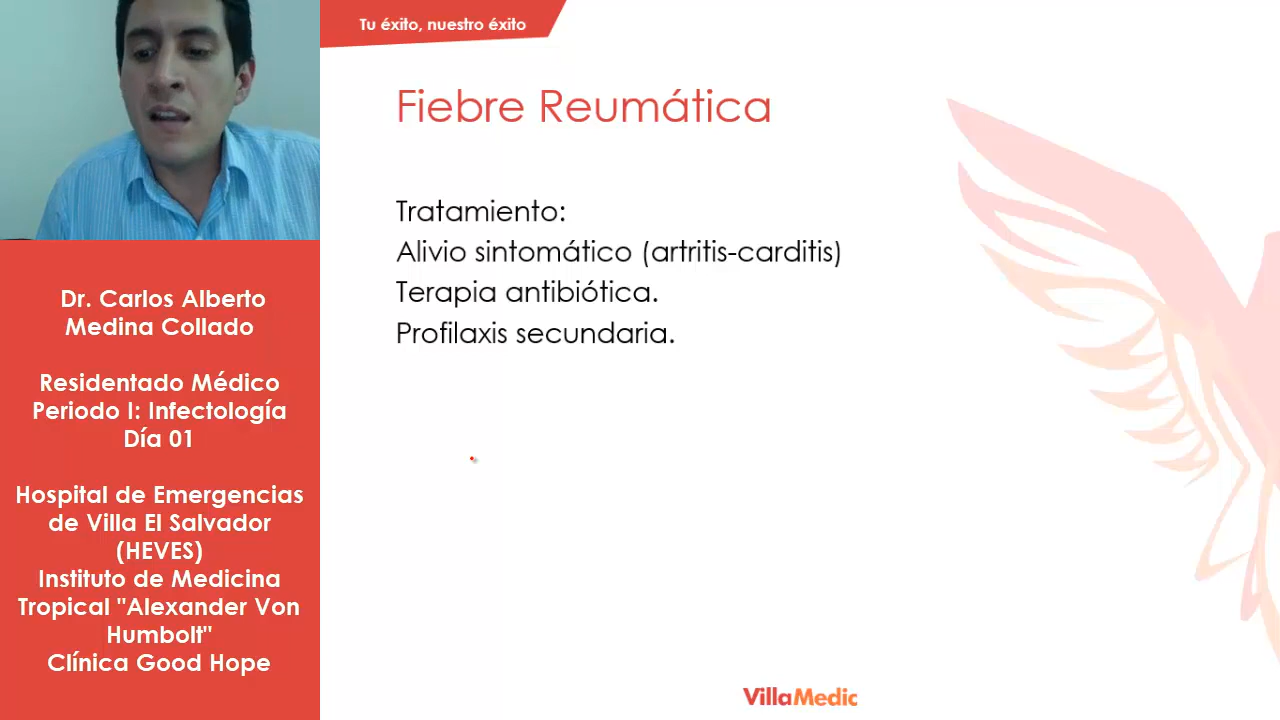 Tu éxito, nuestro éxito
Fiebre Reumática
Tratamiento:
Alivio sintomático (artritis-carditis)
Terapia antibiótica.
Profilaxis secundaria.
Dr. Carlos Alberto
Medina Collado
Residentado Médico
Periodo I: Infectología
Día 01
Hospital de Emergencias
de Villa El Salvador
(HEVES)
Instituto de Medicina
Tropical "Alexander Von
Humbolt"
Clínica Good Hope
VillaMedic